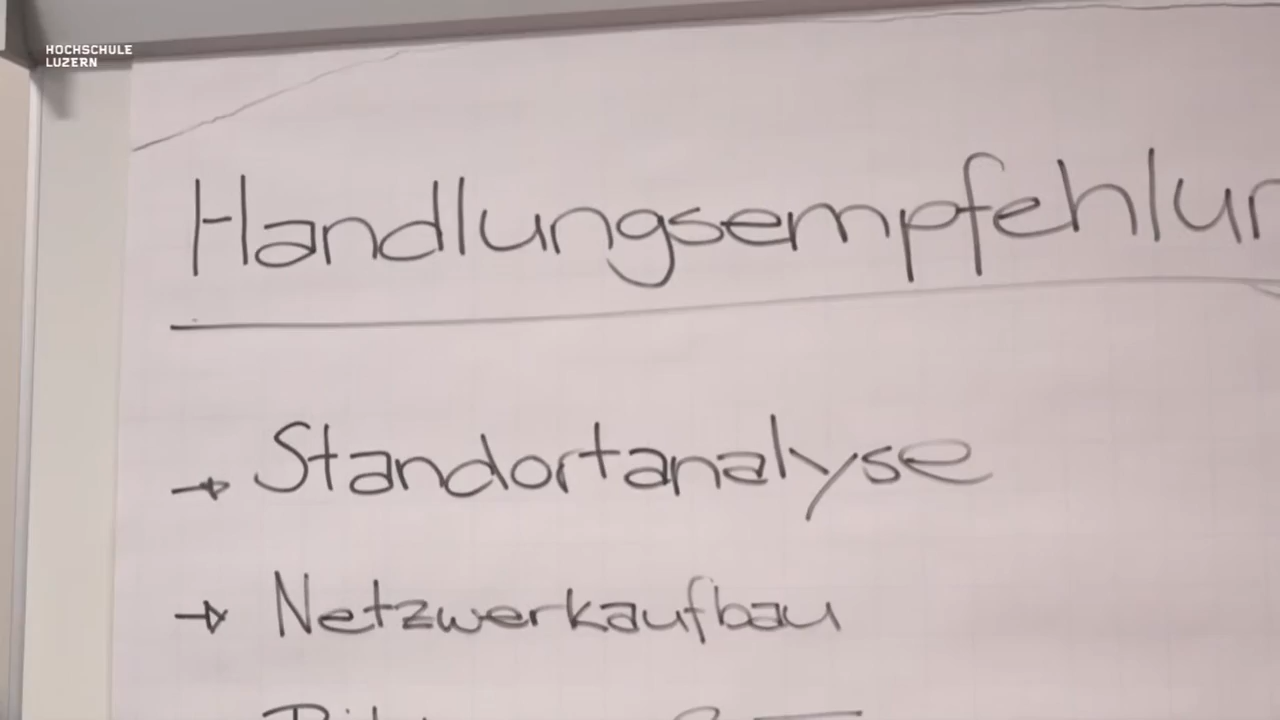 HOCHSCHULE
LUZERN
Handlungsempfehlun
→ Standortanalyse
→ Netzwerkaufbau